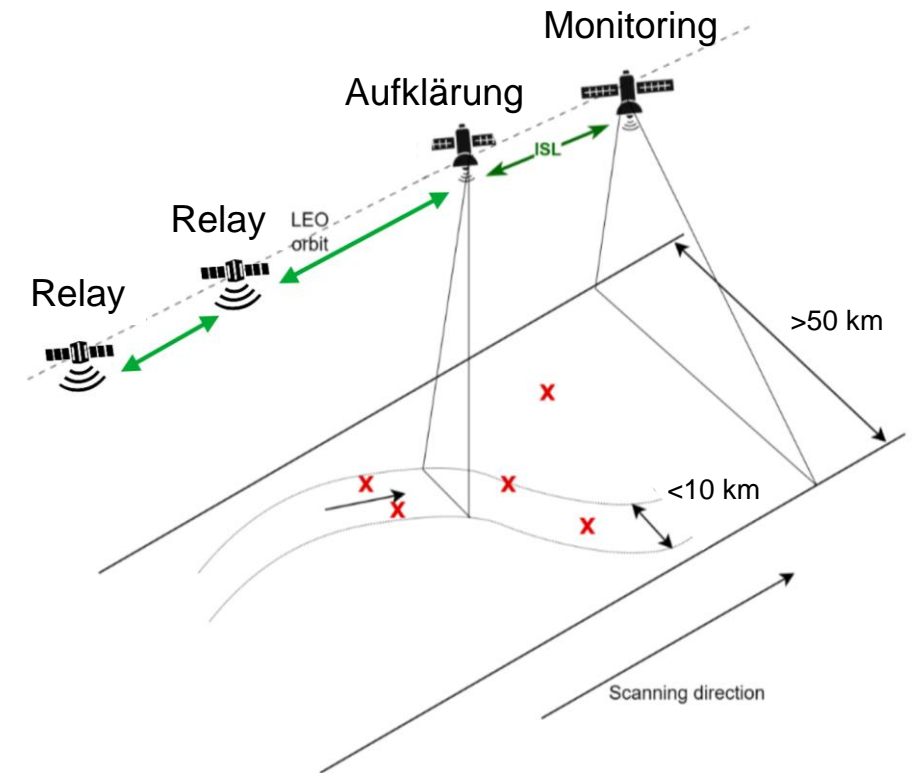 Monitoring
Aufklärung
ISL
Relay
LEO
orbit
Relay
>50 km
X
X
X
<10 km
X
X
Scanning direction